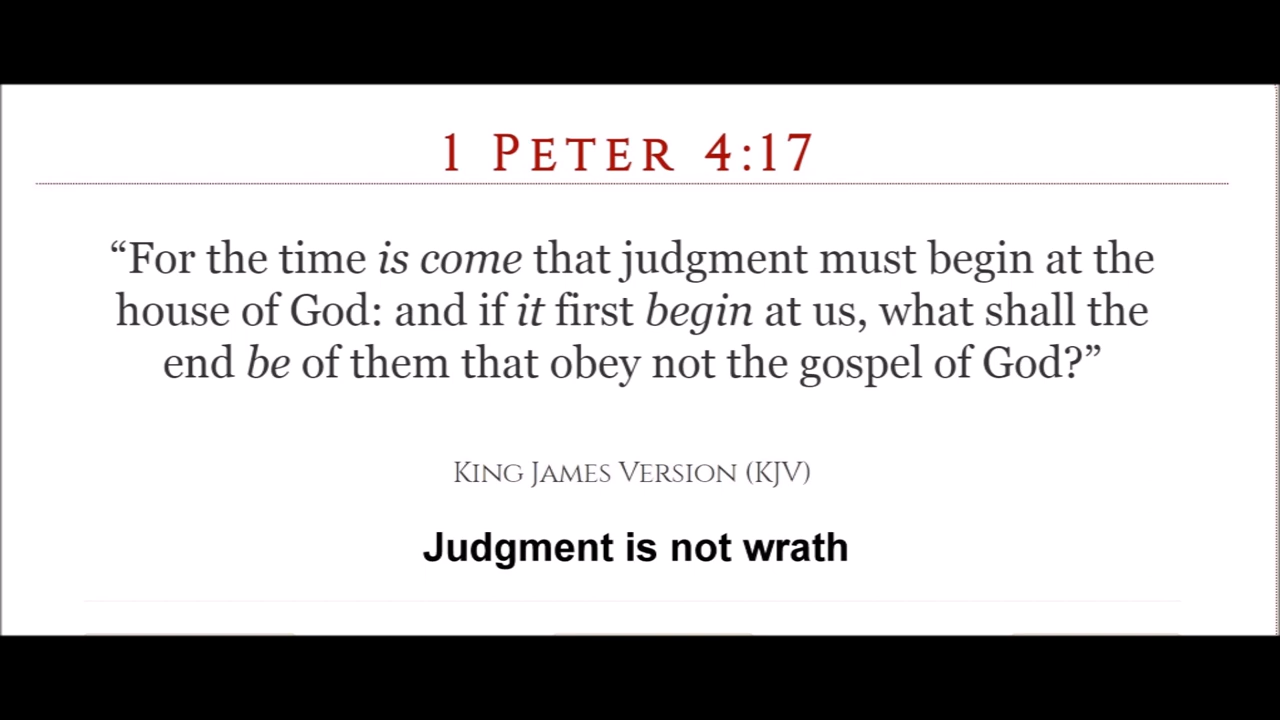 1 PETER 4:17
“For the time is come that judgment must begin at the
house of God: and if it first begin at us, what shall the
end be of them that obey not the gospel of God?”
KING JAMES VERSION (KJV)
Judgment is not wrath